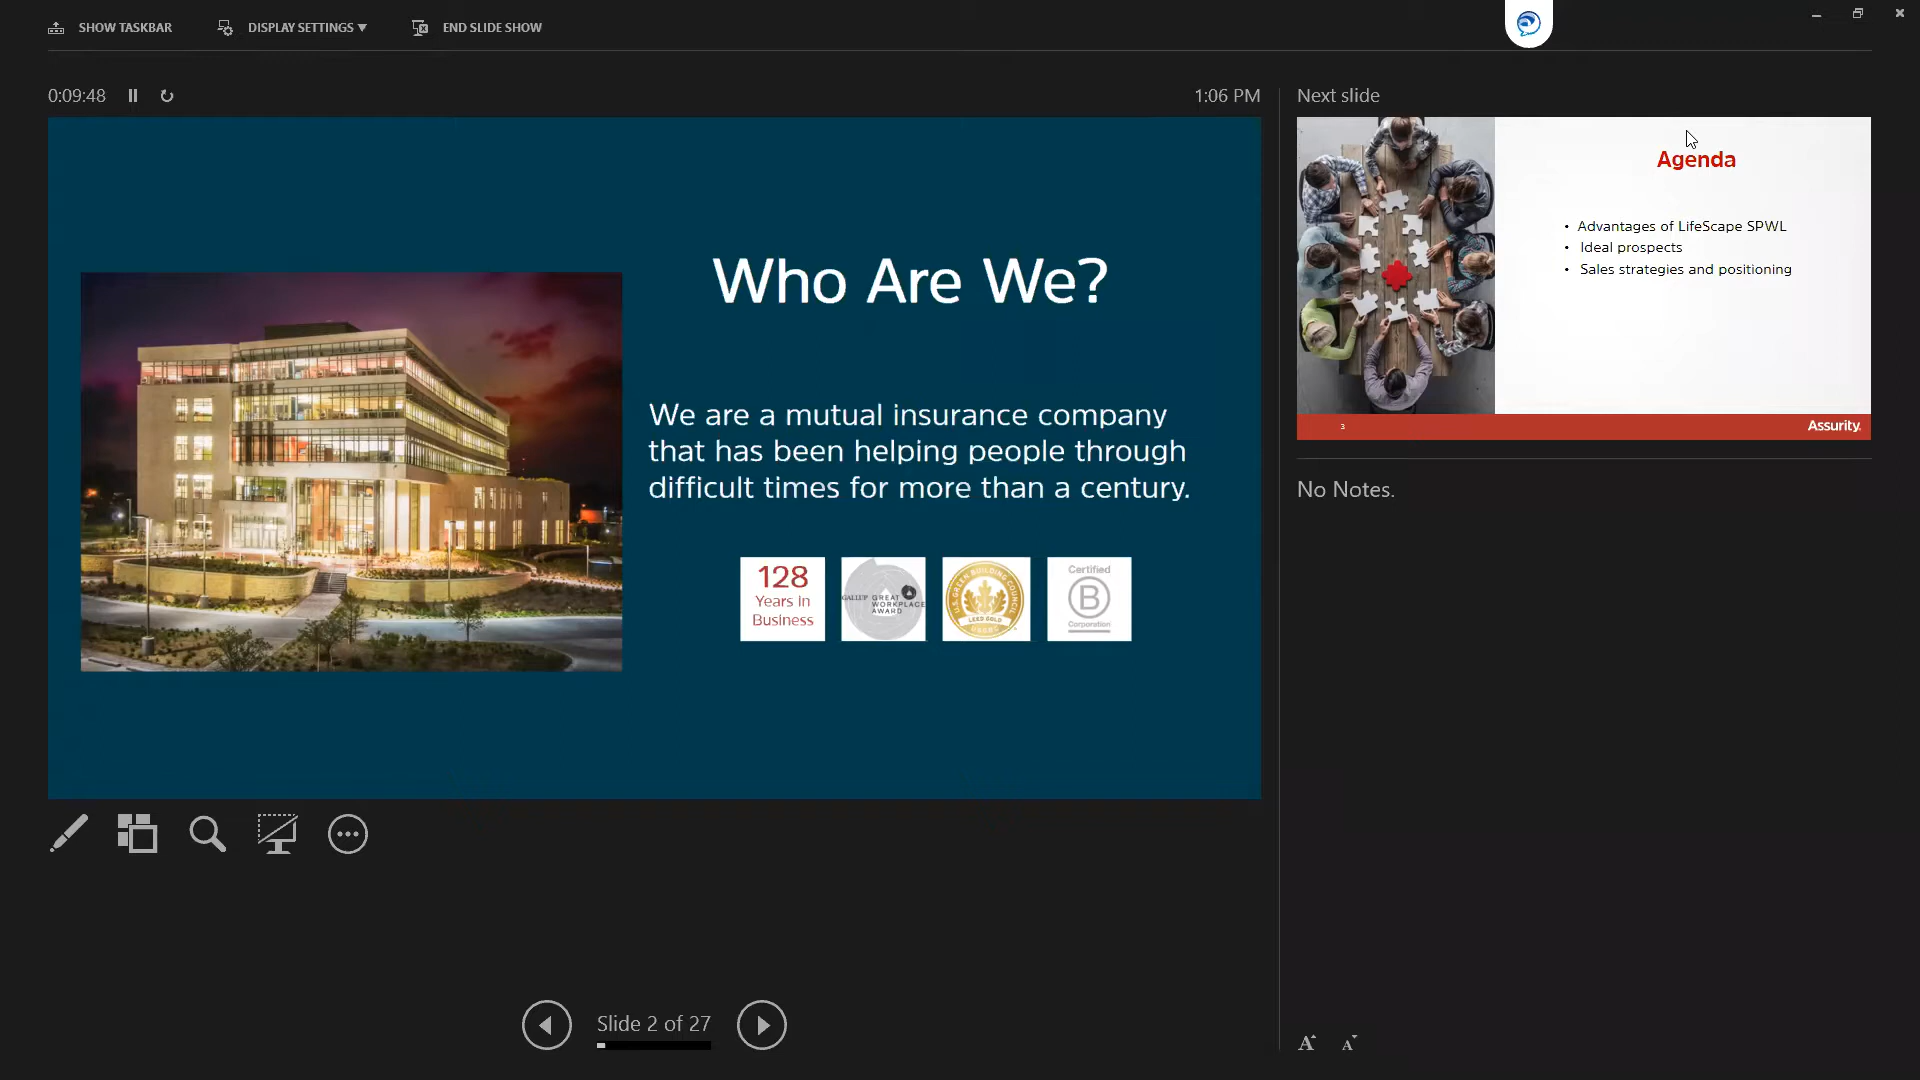 SHOW TASKBAR
DISPLAY SETTINGS
END SLIDE SHOW
0:09:48
1:06 PM
Next slide
Who Are We?
We are a mutual insurance company
that has been helping people through
difficult times for more than a century.
128
Years in
Business
GALLUP GREAT
WORKPLACE
AWARD
U.S. GREEN BUILDING COUNCIL
LEED GOLD
USGBC
Certified
B
Corporation
Agenda
• Advantages of LifeScape SPWL
• Ideal prospects
• Sales strategies and positioning
3
Assurity.
No Notes.
Slide 2 of 27
A
A